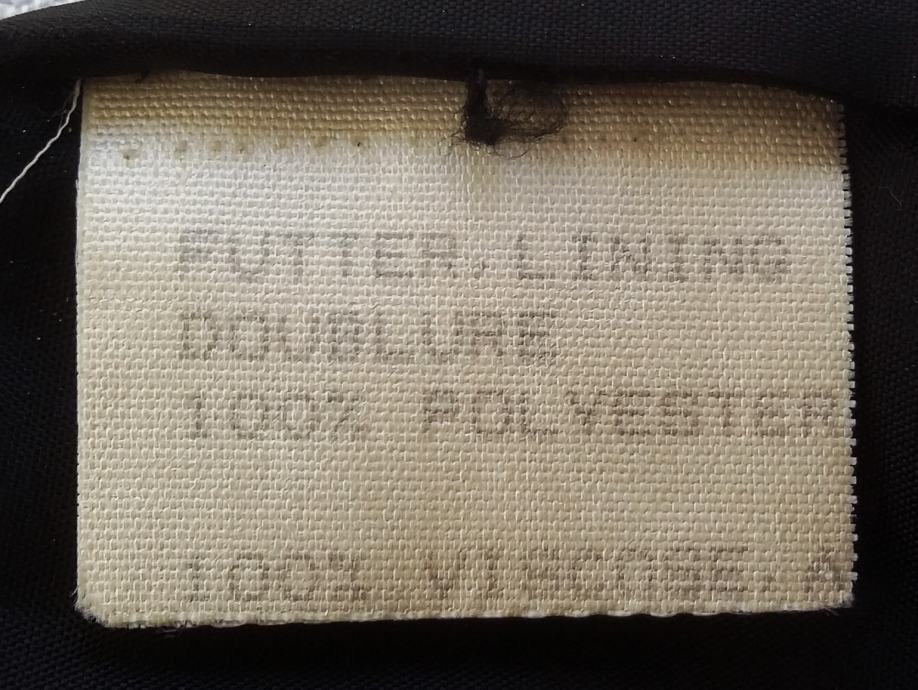 FUTTER.LINING
DOUBLURE
100% POLYESTER
100% VISCOSE